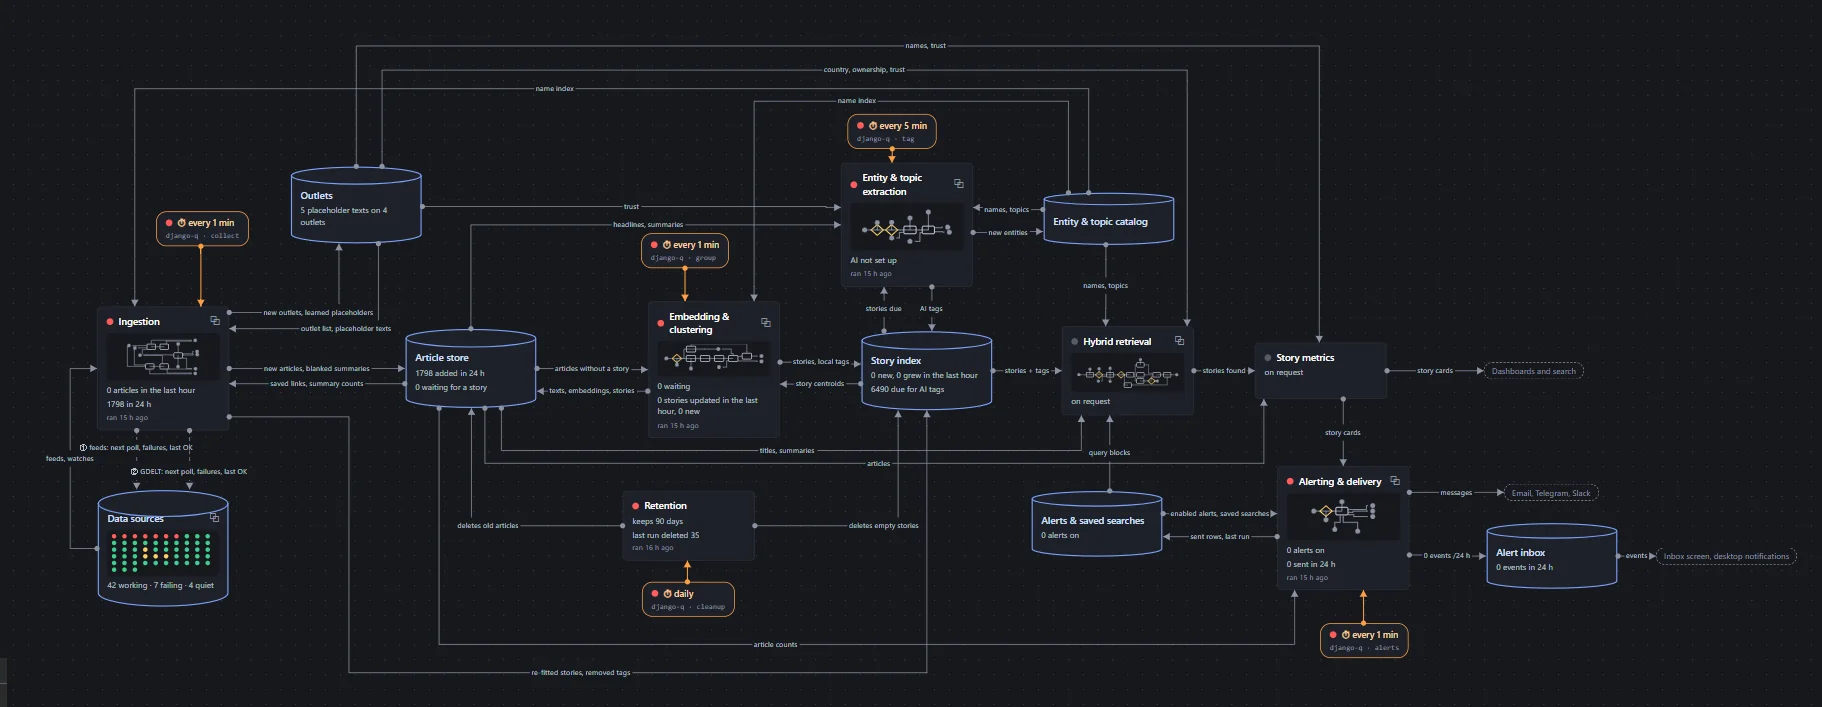 names, trust
country, ownership, trust
name index
name index
every 5 min
django-q · tag
Entity & topic
extraction
AI not set up
ran 15 h ago
Outlets
5 placeholder texts on 4
outlets
trust
headlines, summaries
names, topics
new entities
Entity & topic catalog
every 1 min
django-q · collect
every 1 min
django-q · group
names, topics
stories due
AI tags
Ingestion
0 articles in the last hour
1798 in 24 h
ran 15 h ago
new outlets, learned placeholders
outlet list, placeholder texts
new articles, blanked summaries
saved links, summary counts
Article store
1798 added in 24 h
0 waiting for a story
articles without a story
texts, embeddings, stories
Embedding &
clustering
0 waiting
0 stories updated in the last
hour, 0 new
ran 15 h ago
stories, local tags
story centroids
Story index
0 new, 0 grew in the last hour
6490 due for AI tags
stories + tags
Hybrid retrieval
on request
stories found
Story metrics
on request
story cards
Dashboards and search
story cards
① feeds: next poll, failures, last OK
feeds, watches
② GDELT: next poll, failures, last OK
titles, summaries
query blocks
articles
Data sources
42 working · 7 failing · 4 quiet
deletes old articles
Retention
keeps 90 days
last run deleted 35
ran 16 h ago
deletes empty stories
daily
django-q · cleanup
Alerts & saved searches
0 alerts on
enabled alerts, saved searches
sent rows, last run
Alerting & delivery
0 alerts on
0 sent in 24 h
ran 15 h ago
messages
Email, Telegram, Slack
0 events /24 h
Alert inbox
0 events in 24 h
events
Inbox screen, desktop notifications
every 1 min
django-q · alerts
article counts
re-fitted stories, removed tags